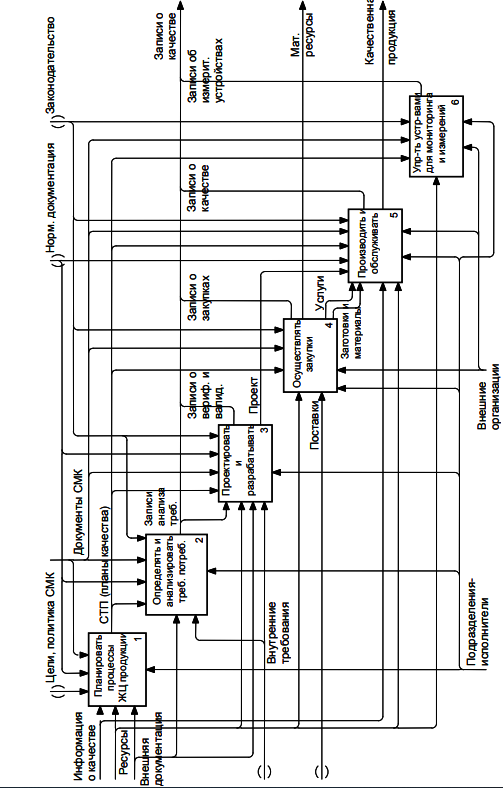 Цели, политика СМК
Документы СМК
Норм. документация
Законодательство
СТП (планы качества)
Информация
о качестве
Ресурсы
Внешняя
документация
Планировать
процессы
ЖЦ продукции
1
Определять и
анализировать
треб. потреб.
2
Записи
анализа
треб.
Проектировать
и
разрабатывать
3
Записи о
вериф. и
валид.
Проект
Осуществлять
закупки
4
Записи о
закупках
Услуги
Заготовки и
материалы
Производить и
обслуживать
5
Записи о
качестве
Упр-ть устр-вами
для мониторинга
и измерений
6
Записи об
измерит.
устройствах
Записи о
качестве
Мат.
ресурсы
Качественная
продукция
Внутренние
требования
Поставки
Подразделения-
исполнители
Внешние
организации